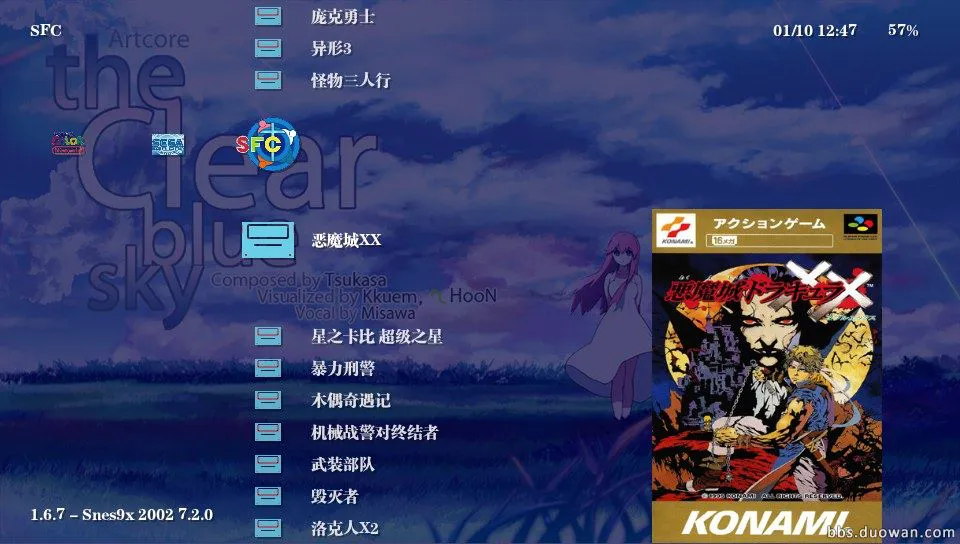 SFC
01/10 12:47
57%
庞克勇士
异形3
怪物三人行
Artcore
the
Clear
blue
sky
Composed by Tsukasa
Visualized by Kkuem, HooN
Vocal by Misawa
SEGA
SFC
恶魔城XX
星之卡比 超级之星
暴力刑警
木偶奇遇记
机械战警对终结者
武装部队
毁灭者
洛克人X2
1.6.7 – Snes9x 2002 7.2.0
KONAMI
アクションゲーム
16メガ
悪魔城ドラキュラXX
© 1995 KONAMI ALL RIGHTS RESERVED.
KONAMI
bbs.duowan.com